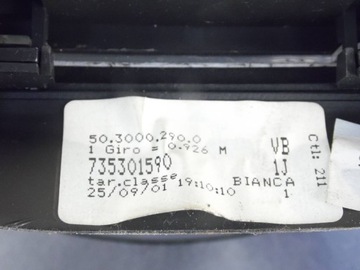 50.3000.290.0
1 Giro = 0.926 M VB
735301590 1J
tar.classe 19:10:10 BIANCA
25/09/01 1
Ctl: 211